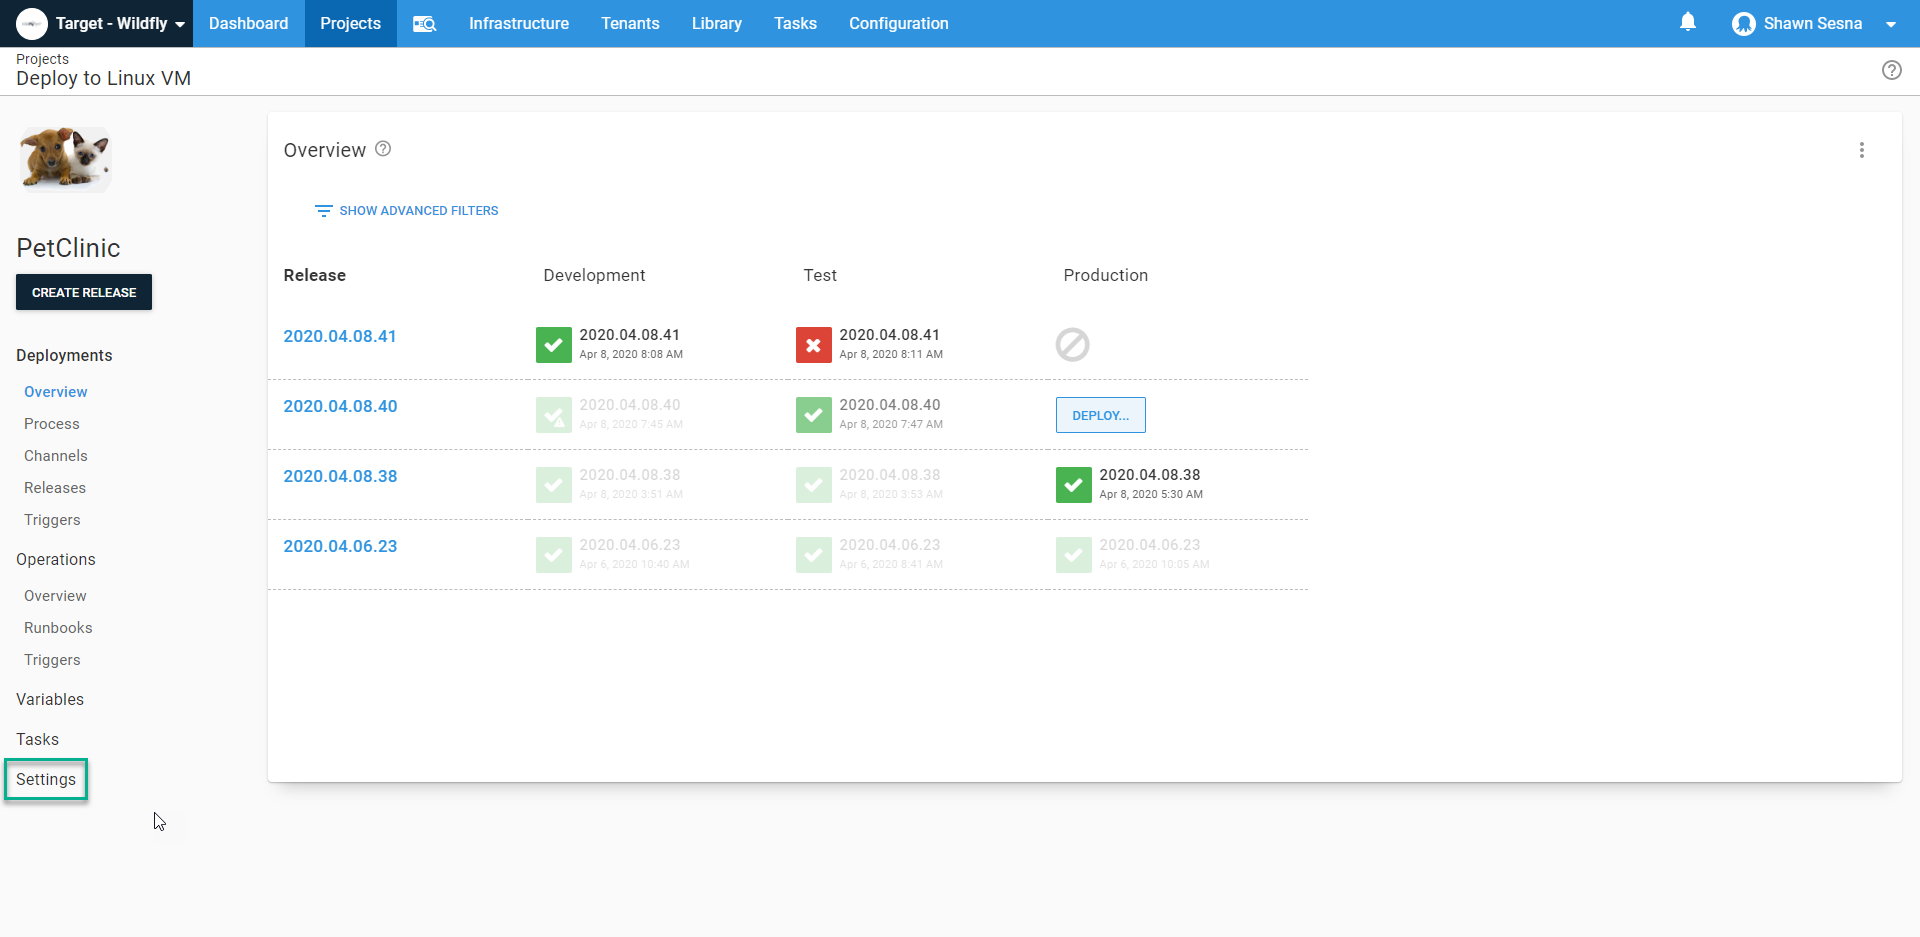 Target - Wildfly
Dashboard
Projects
Infrastructure
Tenants
Library
Tasks
Configuration
Shawn Sesna
Projects
Deploy to Linux VM
PetClinic
CREATE RELEASE
Deployments
Overview
Process
Channels
Releases
Triggers
Operations
Overview
Runbooks
Triggers
Variables
Tasks
Settings
Overview
SHOW ADVANCED FILTERS
Release
Development
Test
Production
2020.04.08.41
2020.04.08.41
Apr 8, 2020 8:08 AM
2020.04.08.41
Apr 8, 2020 8:11 AM
2020.04.08.40
2020.04.08.40
Apr 8, 2020 7:45 AM
2020.04.08.40
Apr 8, 2020 7:47 AM
DEPLOY...
2020.04.08.38
2020.04.08.38
Apr 8, 2020 3:51 AM
2020.04.08.38
Apr 8, 2020 3:53 AM
2020.04.08.38
Apr 8, 2020 5:30 AM
2020.04.06.23
2020.04.06.23
Apr 6, 2020 10:40 AM
2020.04.06.23
Apr 6, 2020 8:41 AM
2020.04.06.23
Apr 6, 2020 10:05 AM